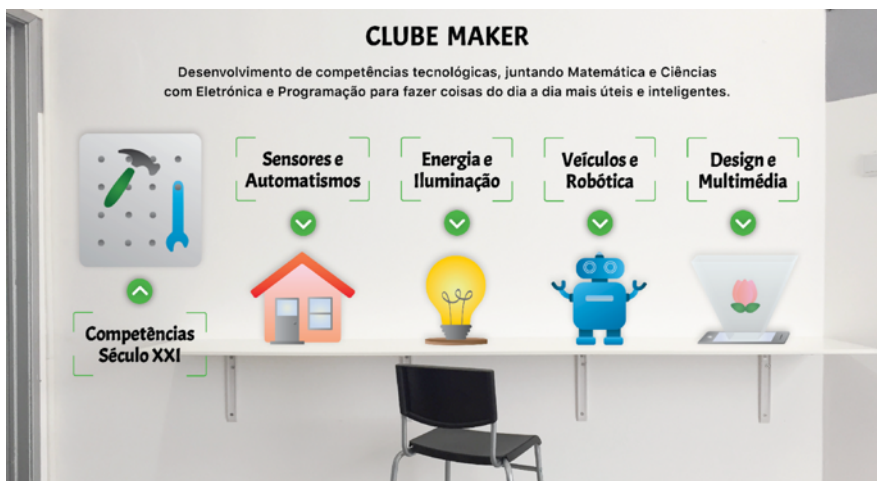 CLUBE MAKER
Desenvolvimento de competências tecnológicas, juntando Matemática e Ciências
com Eletrónica e Programação para fazer coisas do dia a dia mais úteis e inteligentes.
Sensores e
Automatismos
Energia e
Iluminação
Veículos e
Robótica
Design e
Multimédia
Competências
Século XXI